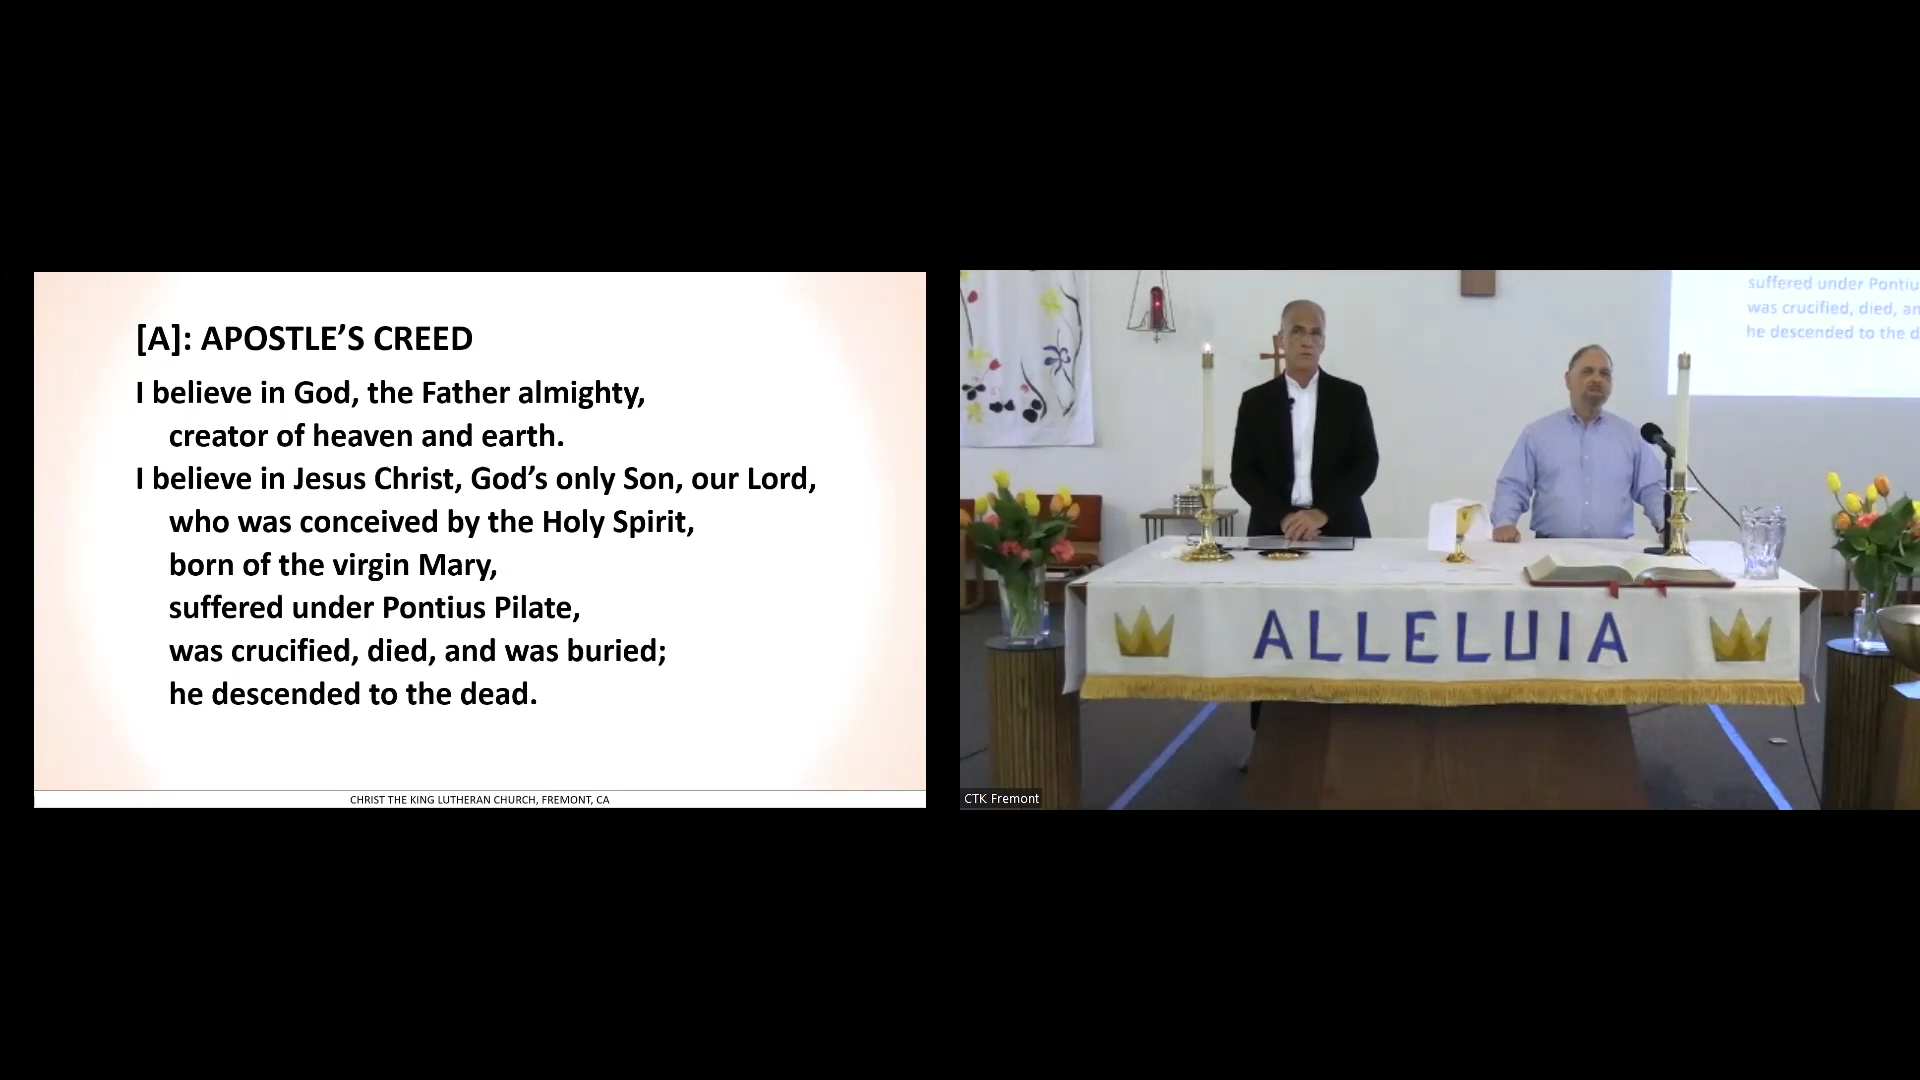 [A]: APOSTLE’S CREED
I believe in God, the Father almighty,
creator of heaven and earth.
I believe in Jesus Christ, God’s only Son, our Lord,
who was conceived by the Holy Spirit,
born of the virgin Mary,
suffered under Pontius Pilate,
was crucified, died, and was buried;
he descended to the dead.
CHRIST THE KING LUTHERAN CHURCH, FREMONT, CA
suffered under Pontiu
was crucified, died, an
he descended to the d
ALLELUIA
CTK Fremont